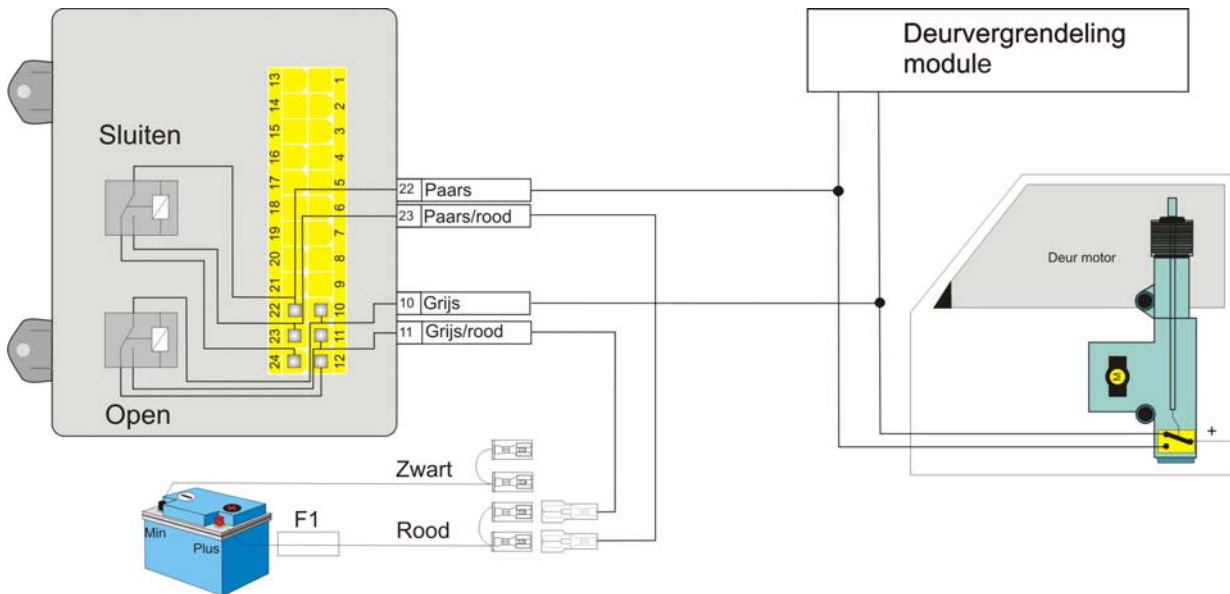 Deurvergrendeling
module
Sluiten
13 1
14 2
15 3
16 4
17 5
18 6
19 7
20 8
21 9
22 10
23 11
24 12
22 Paars
23 Paars/rood
10 Grijs
11 Grijs/rood
Open
Deur motor
M
+
Zwart
Rood
F1
Min
Plus